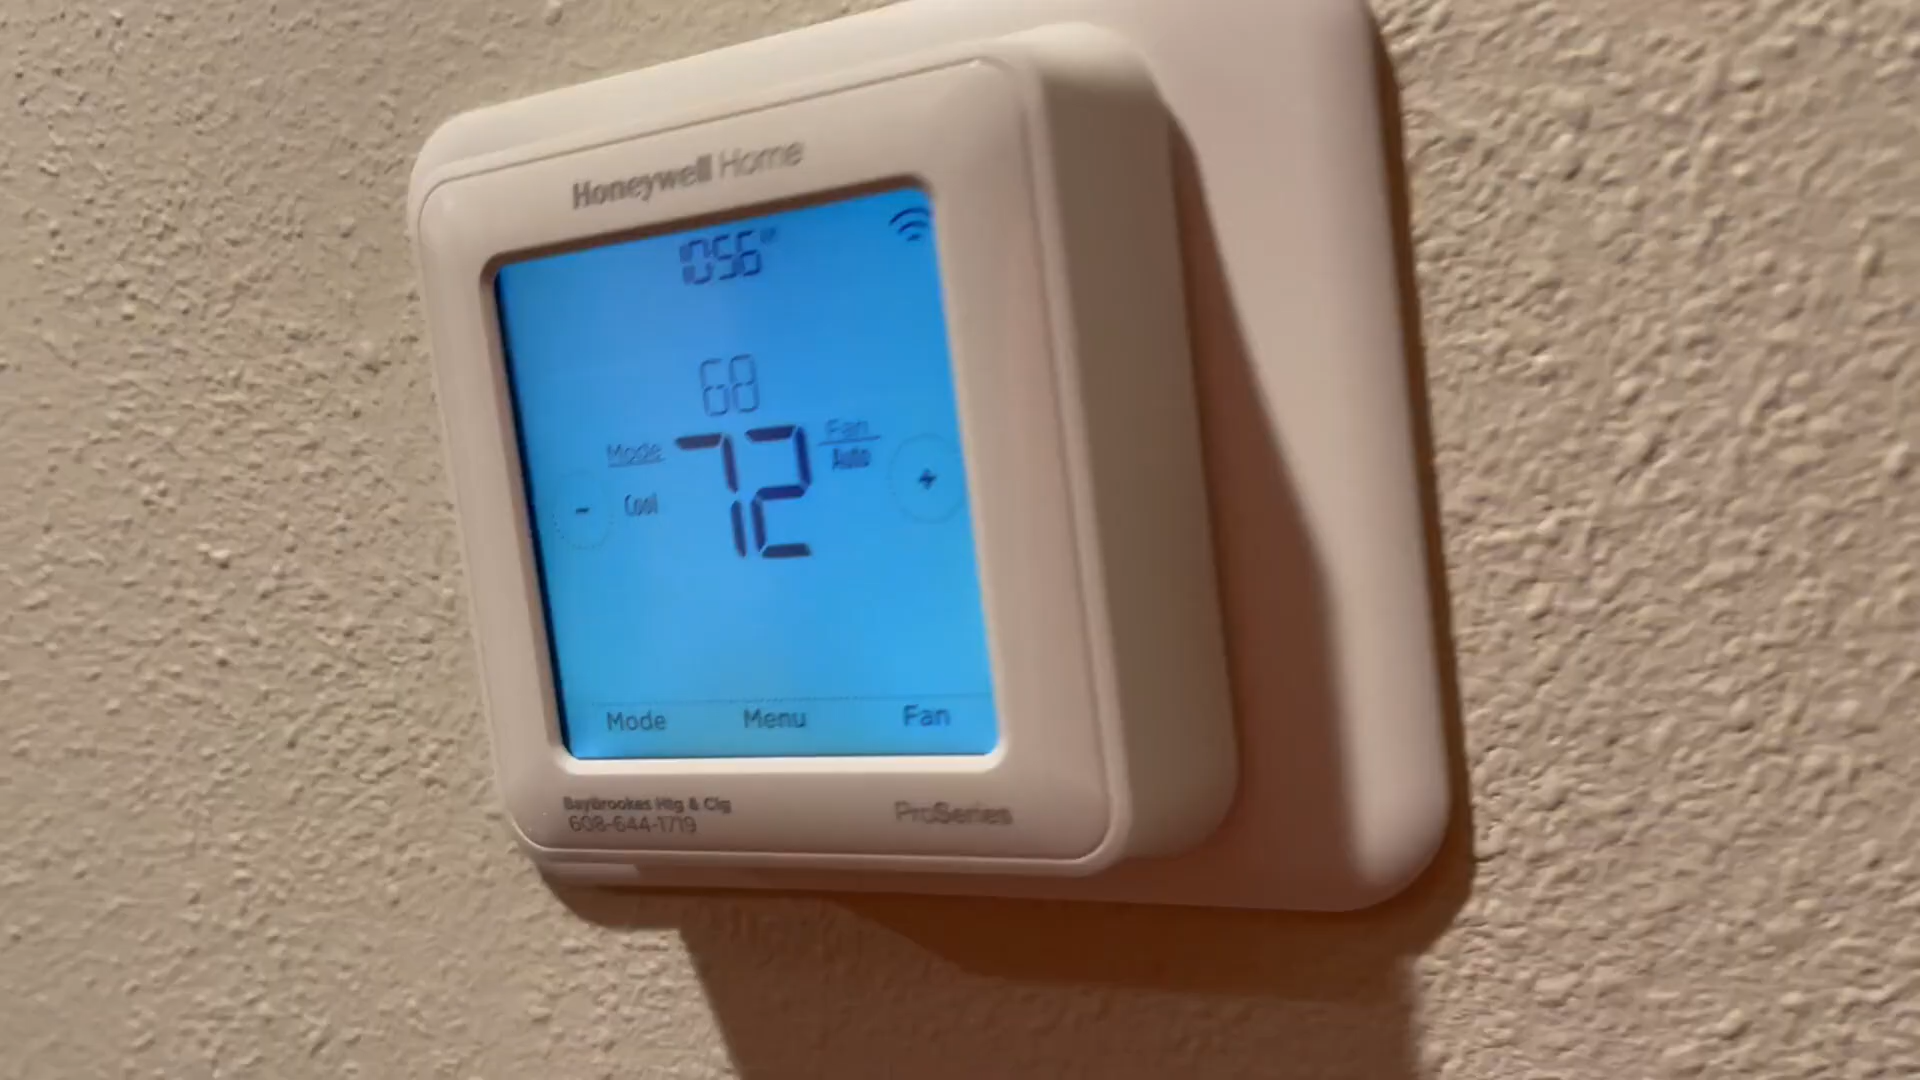 Honeywell Home
10:56
68
Mode
72
Fan
Auto
-
Cool
+
Mode Menu Fan
BayBrookes Htg & Clg
608-644-1719
ProSeries